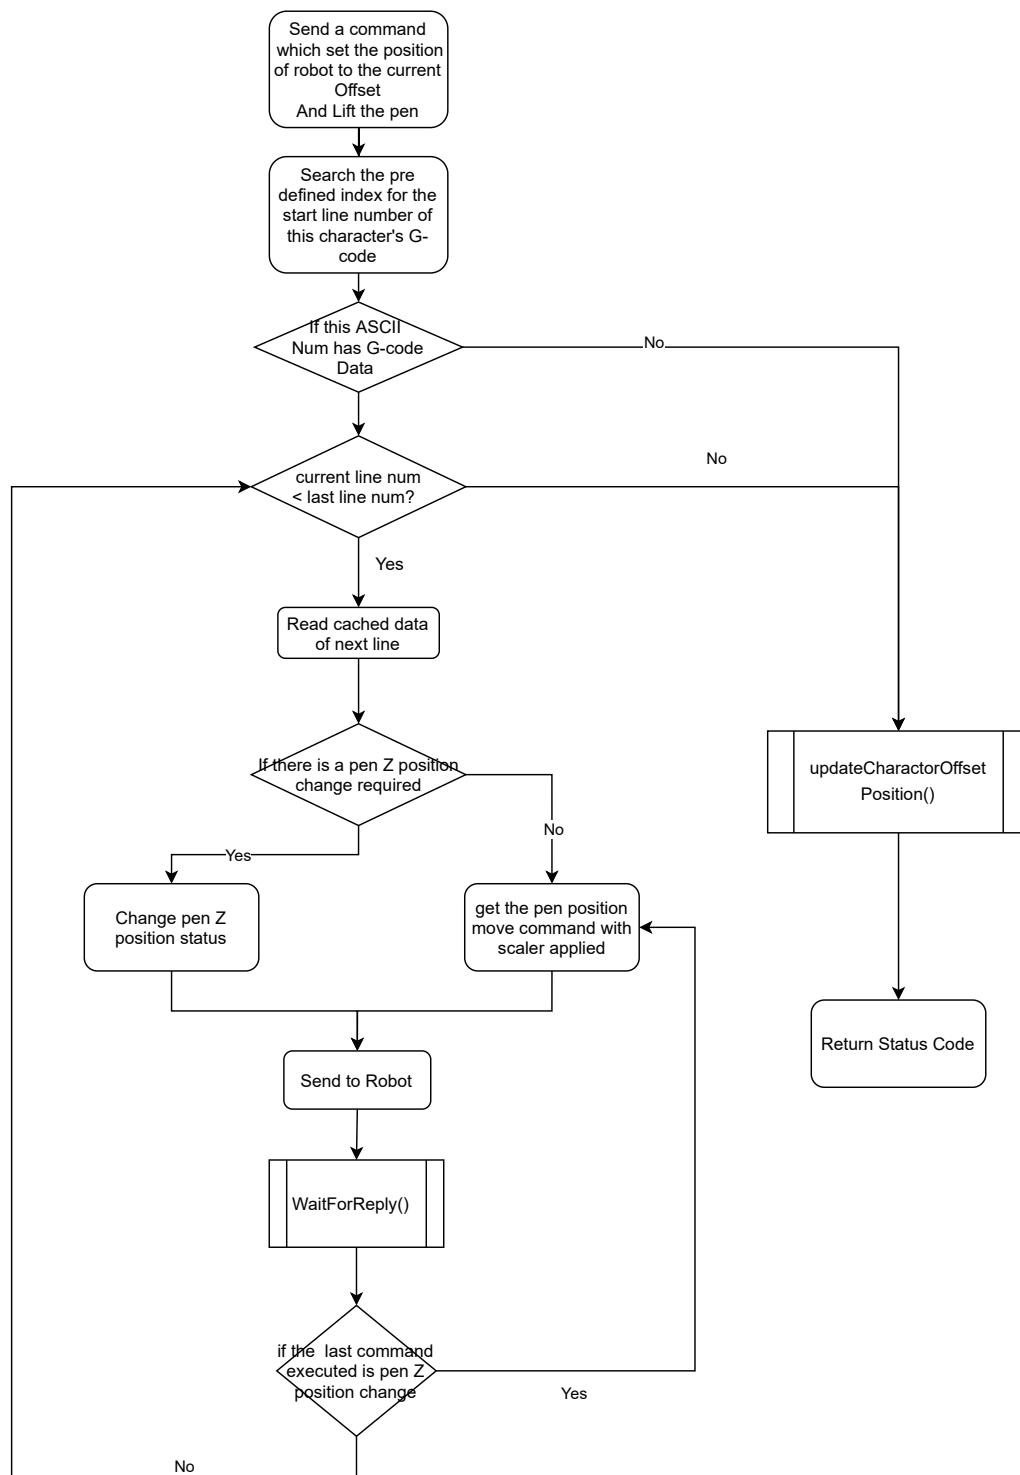 Send a command
which set the position
of robot to the current
Offset
And Lift the pen
Search the pre
defined index for the
start line number of
this character's G-
code
If this ASCII
Num has G-code
Data
No
current line num
< last line num?
No
Yes
Read cached data
of next line
If there is a pen Z position
change required
updateCharactorOffset
Position()
No
Yes
Change pen Z
position status
get the pen position
move command with
scaler applied
Return Status Code
Send to Robot
WaitForReply()
if the last command
executed is pen Z
position change
Yes
No